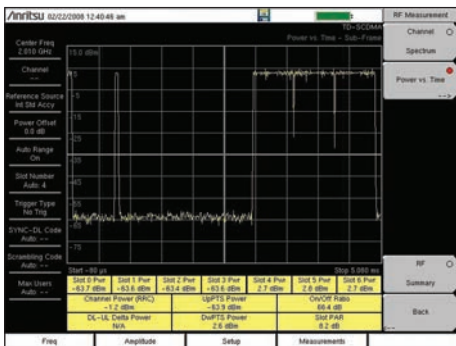 Anritsu 02/22/2008 12:40:46 am
TD-SCDMA
Power vs. Time - Sub-Frame
RF Measurement
Channel
Spectrum
Power vs. Time
-->
RF
Summary
Back
Center Freq
2.010 GHz
Channel
--
Reference Source
Int Std Accy
Power Offset
0.0 dB
Auto Range
On
Slot Number
Auto: 4
Trigger Type
No Trig
SYNC-DL Code
Auto: --
Scrambling Code
Auto: --
Max Users
Auto: --
15.0 dBm
5
-5
-15
-25
-35
-45
-55
-65
-75
Start -80 µs
Stop 5.080 ms
Slot 0 Pwr Slot 1 Pwr Slot 2 Pwr Slot 3 Pwr Slot 4 Pwr Slot 5 Pwr Slot 6 Pwr
-63.7 dBm -63.6 dBm -63.4 dBm -63.6 dBm 2.7 dBm 2.8 dBm 2.7 dBm
Channel Power (RRC) UpPTS Power On/Off Ratio
-1.2 dBm -63.9 dBm 66.4 dB
DL-UL Delta Power DwPTS Power Slot PAR
N/A 2.6 dBm 8.2 dB
Freq Amplitude Setup Measurements